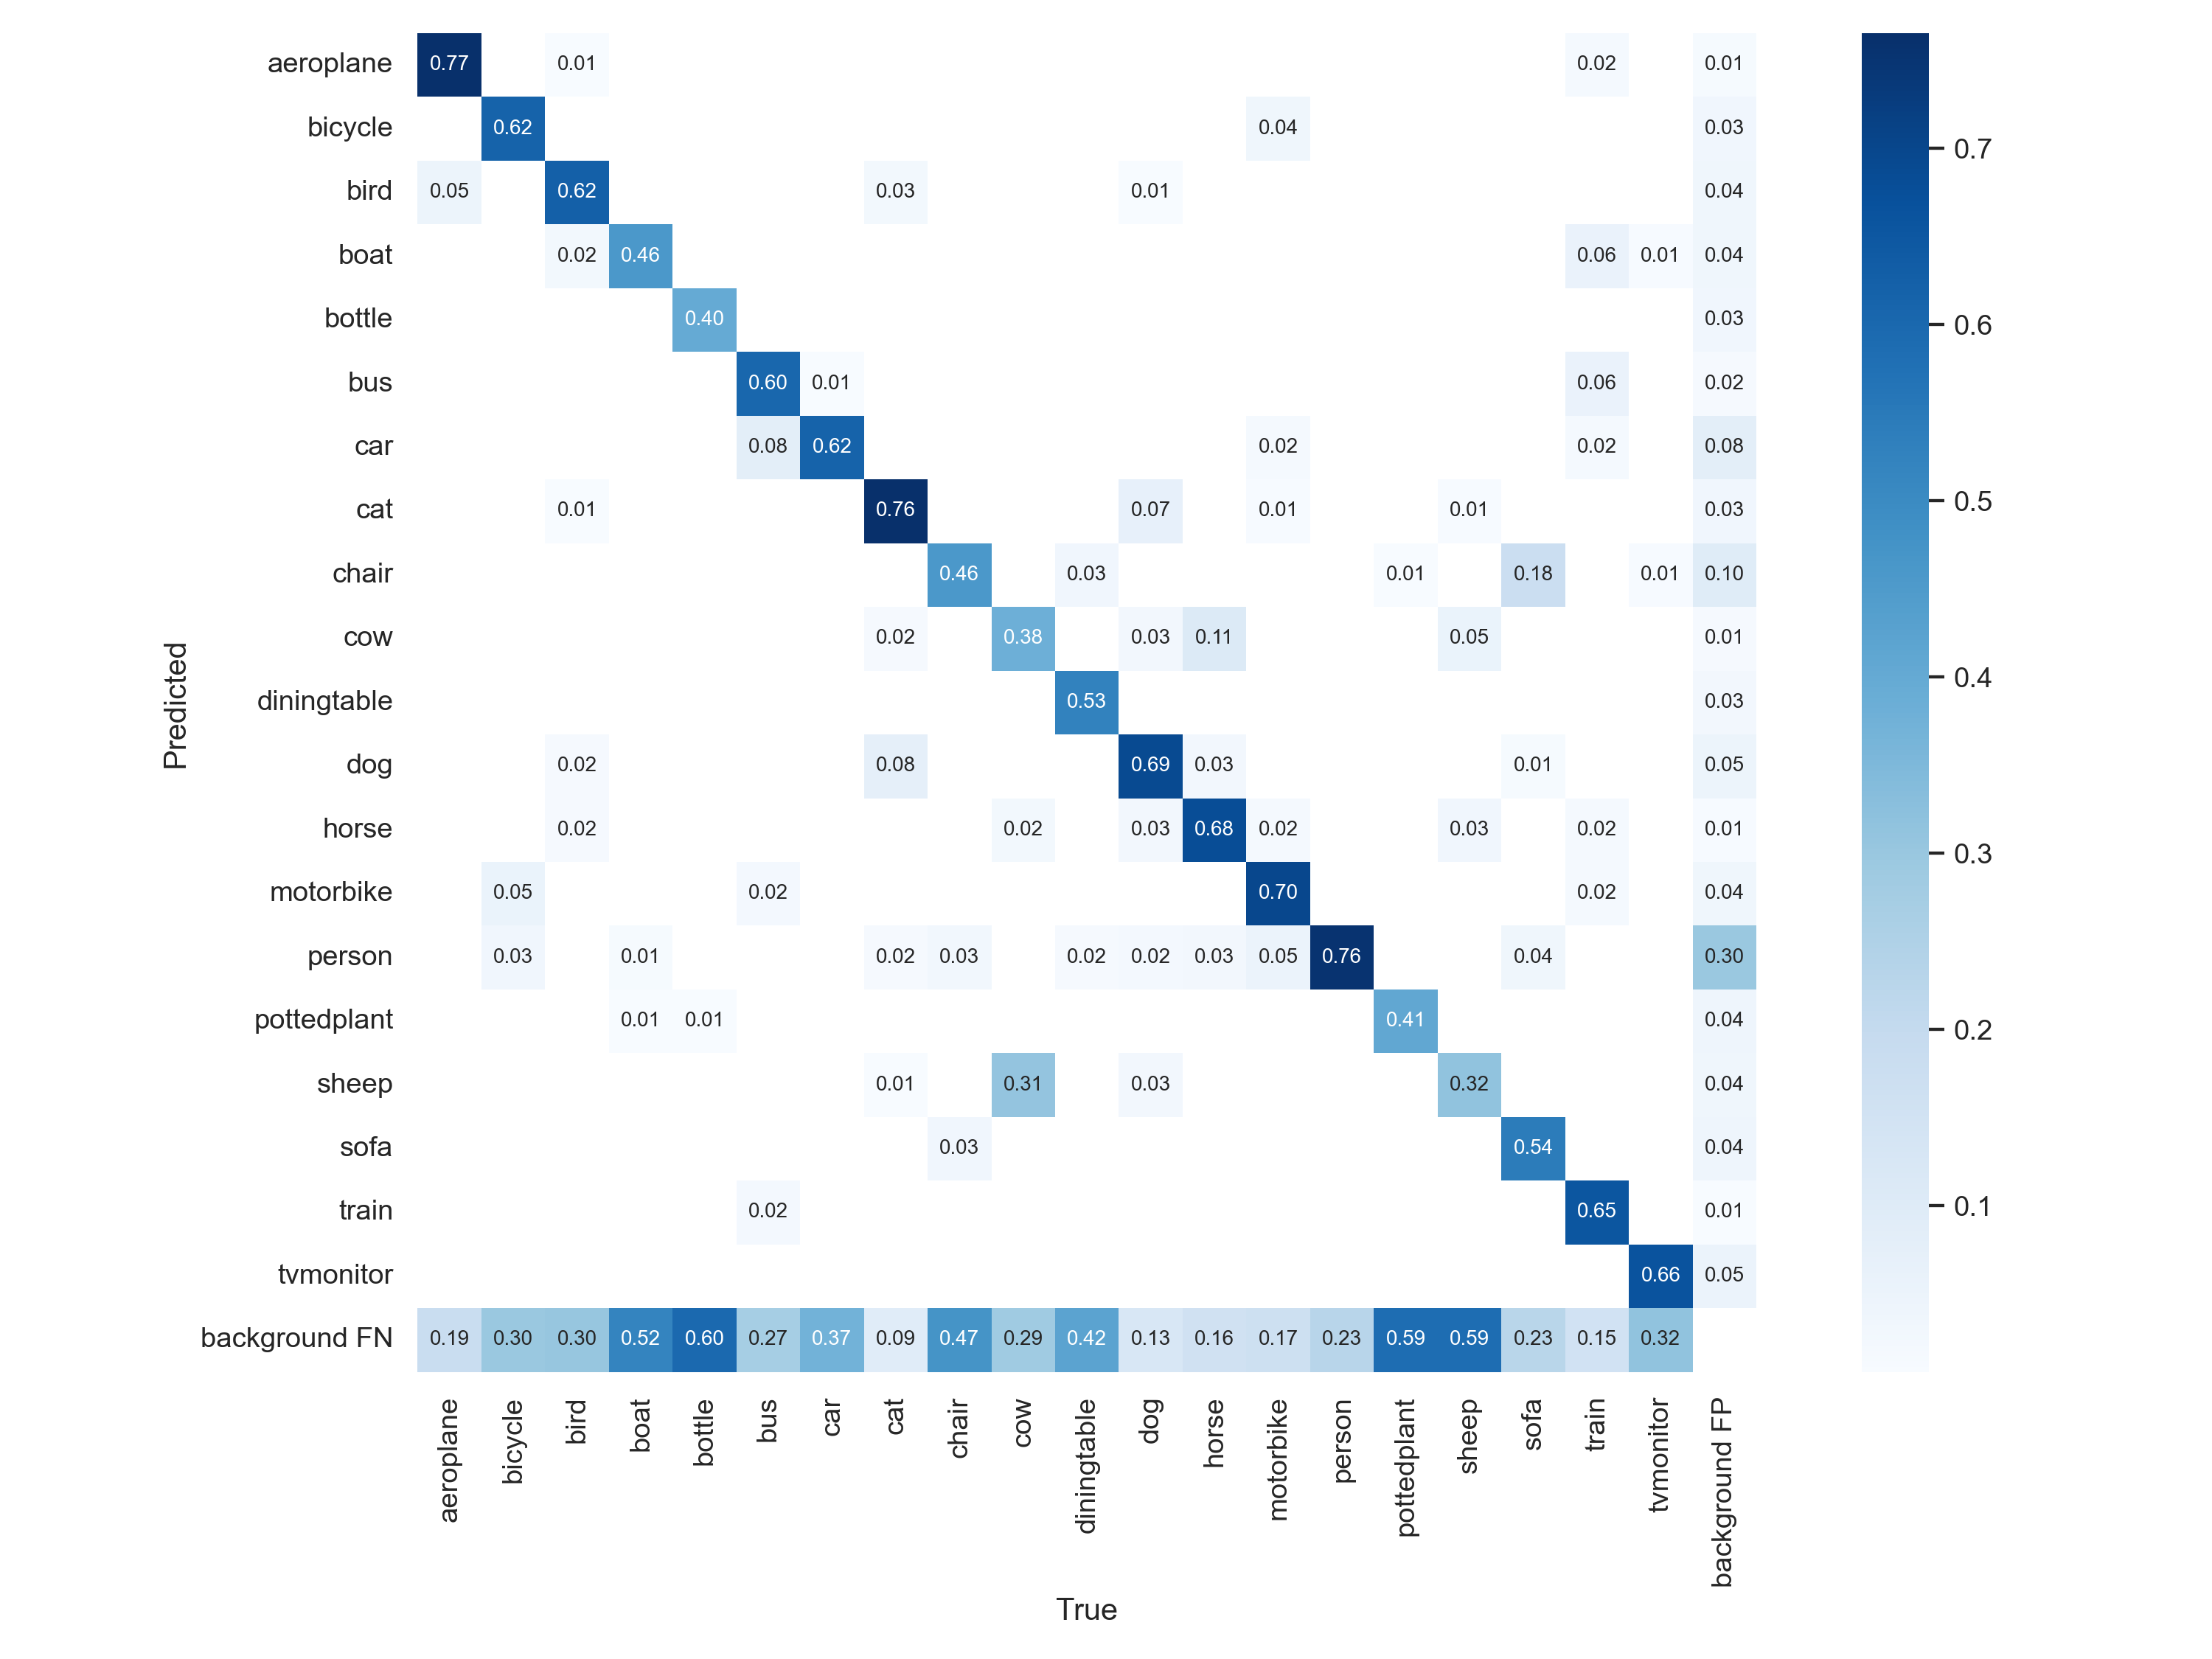 aeroplane 0.77 0.01 0.02 0.01
bicycle 0.62 0.04 0.03 0.7
bird 0.05 0.62 0.03 0.01 0.04
boat 0.02 0.46 0.06 0.01 0.04
bottle 0.40 0.03 0.6
bus 0.60 0.01 0.06 0.02
car 0.08 0.62 0.02 0.02 0.08
cat 0.01 0.76 0.07 0.01 0.01 0.03 0.5
chair 0.46 0.03 0.01 0.18 0.01 0.10
cow 0.02 0.38 0.03 0.11 0.05 0.01
Predicted
diningtable 0.53 0.03 0.4
dog 0.02 0.08 0.69 0.03 0.01 0.05
horse 0.02 0.02 0.03 0.68 0.02 0.03 0.02 0.01 0.3
motorbike 0.05 0.02 0.70 0.02 0.04
person 0.03 0.01 0.02 0.03 0.02 0.02 0.03 0.05 0.76 0.04 0.30
pottedplant 0.01 0.01 0.41 0.04 0.2
sheep 0.01 0.31 0.03 0.32 0.04
sofa 0.03 0.54 0.04
train 0.02 0.65 0.01 0.1
tvmonitor 0.66 0.05
background FN 0.19 0.30 0.30 0.52 0.60 0.27 0.37 0.09 0.47 0.29 0.42 0.13 0.16 0.17 0.23 0.59 0.59 0.23 0.15 0.32
aeroplane bicycle bird boat bottle bus car cat chair cow diningtable dog horse motorbike person pottedplant sheep sofa train tvmonitor background FP
True